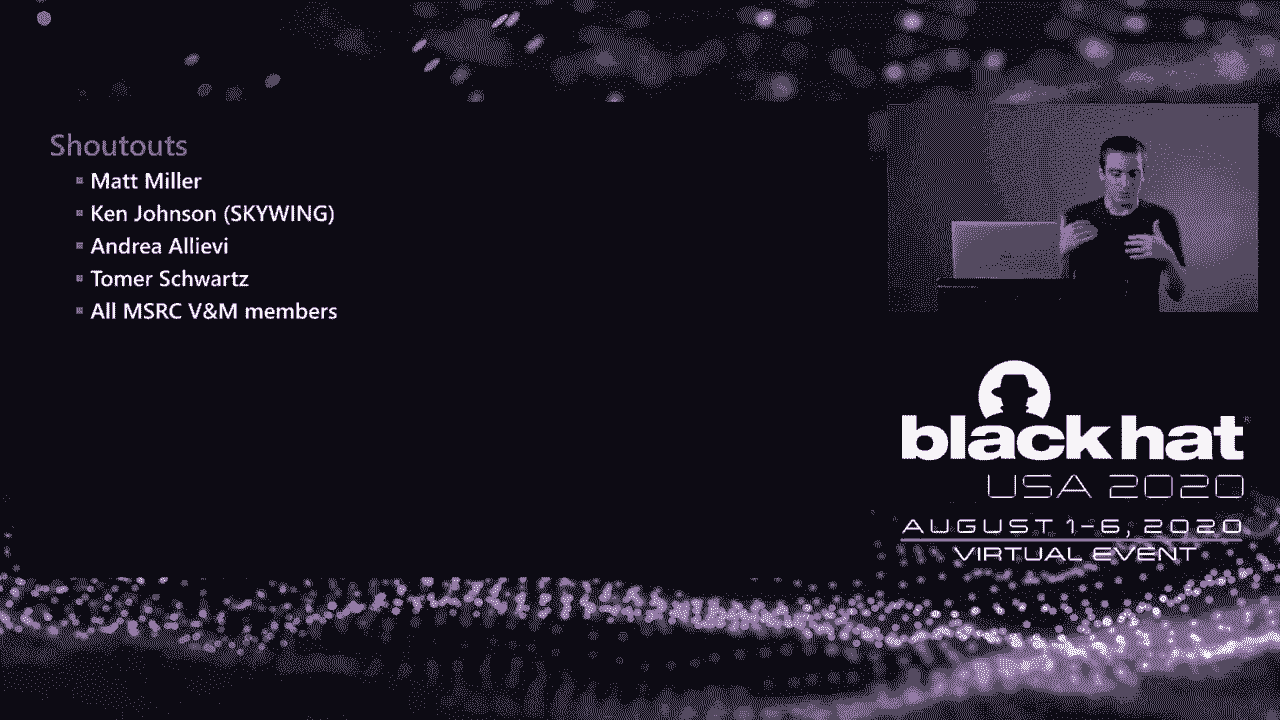 Shoutouts
Matt Miller
Ken Johnson (SKYWING)
Andrea Allievi
Tomer Schwartz
All MSRC V&M members
black hat
USA 2020
AUGUST 1-6, 2020
VIRTUAL EVENT